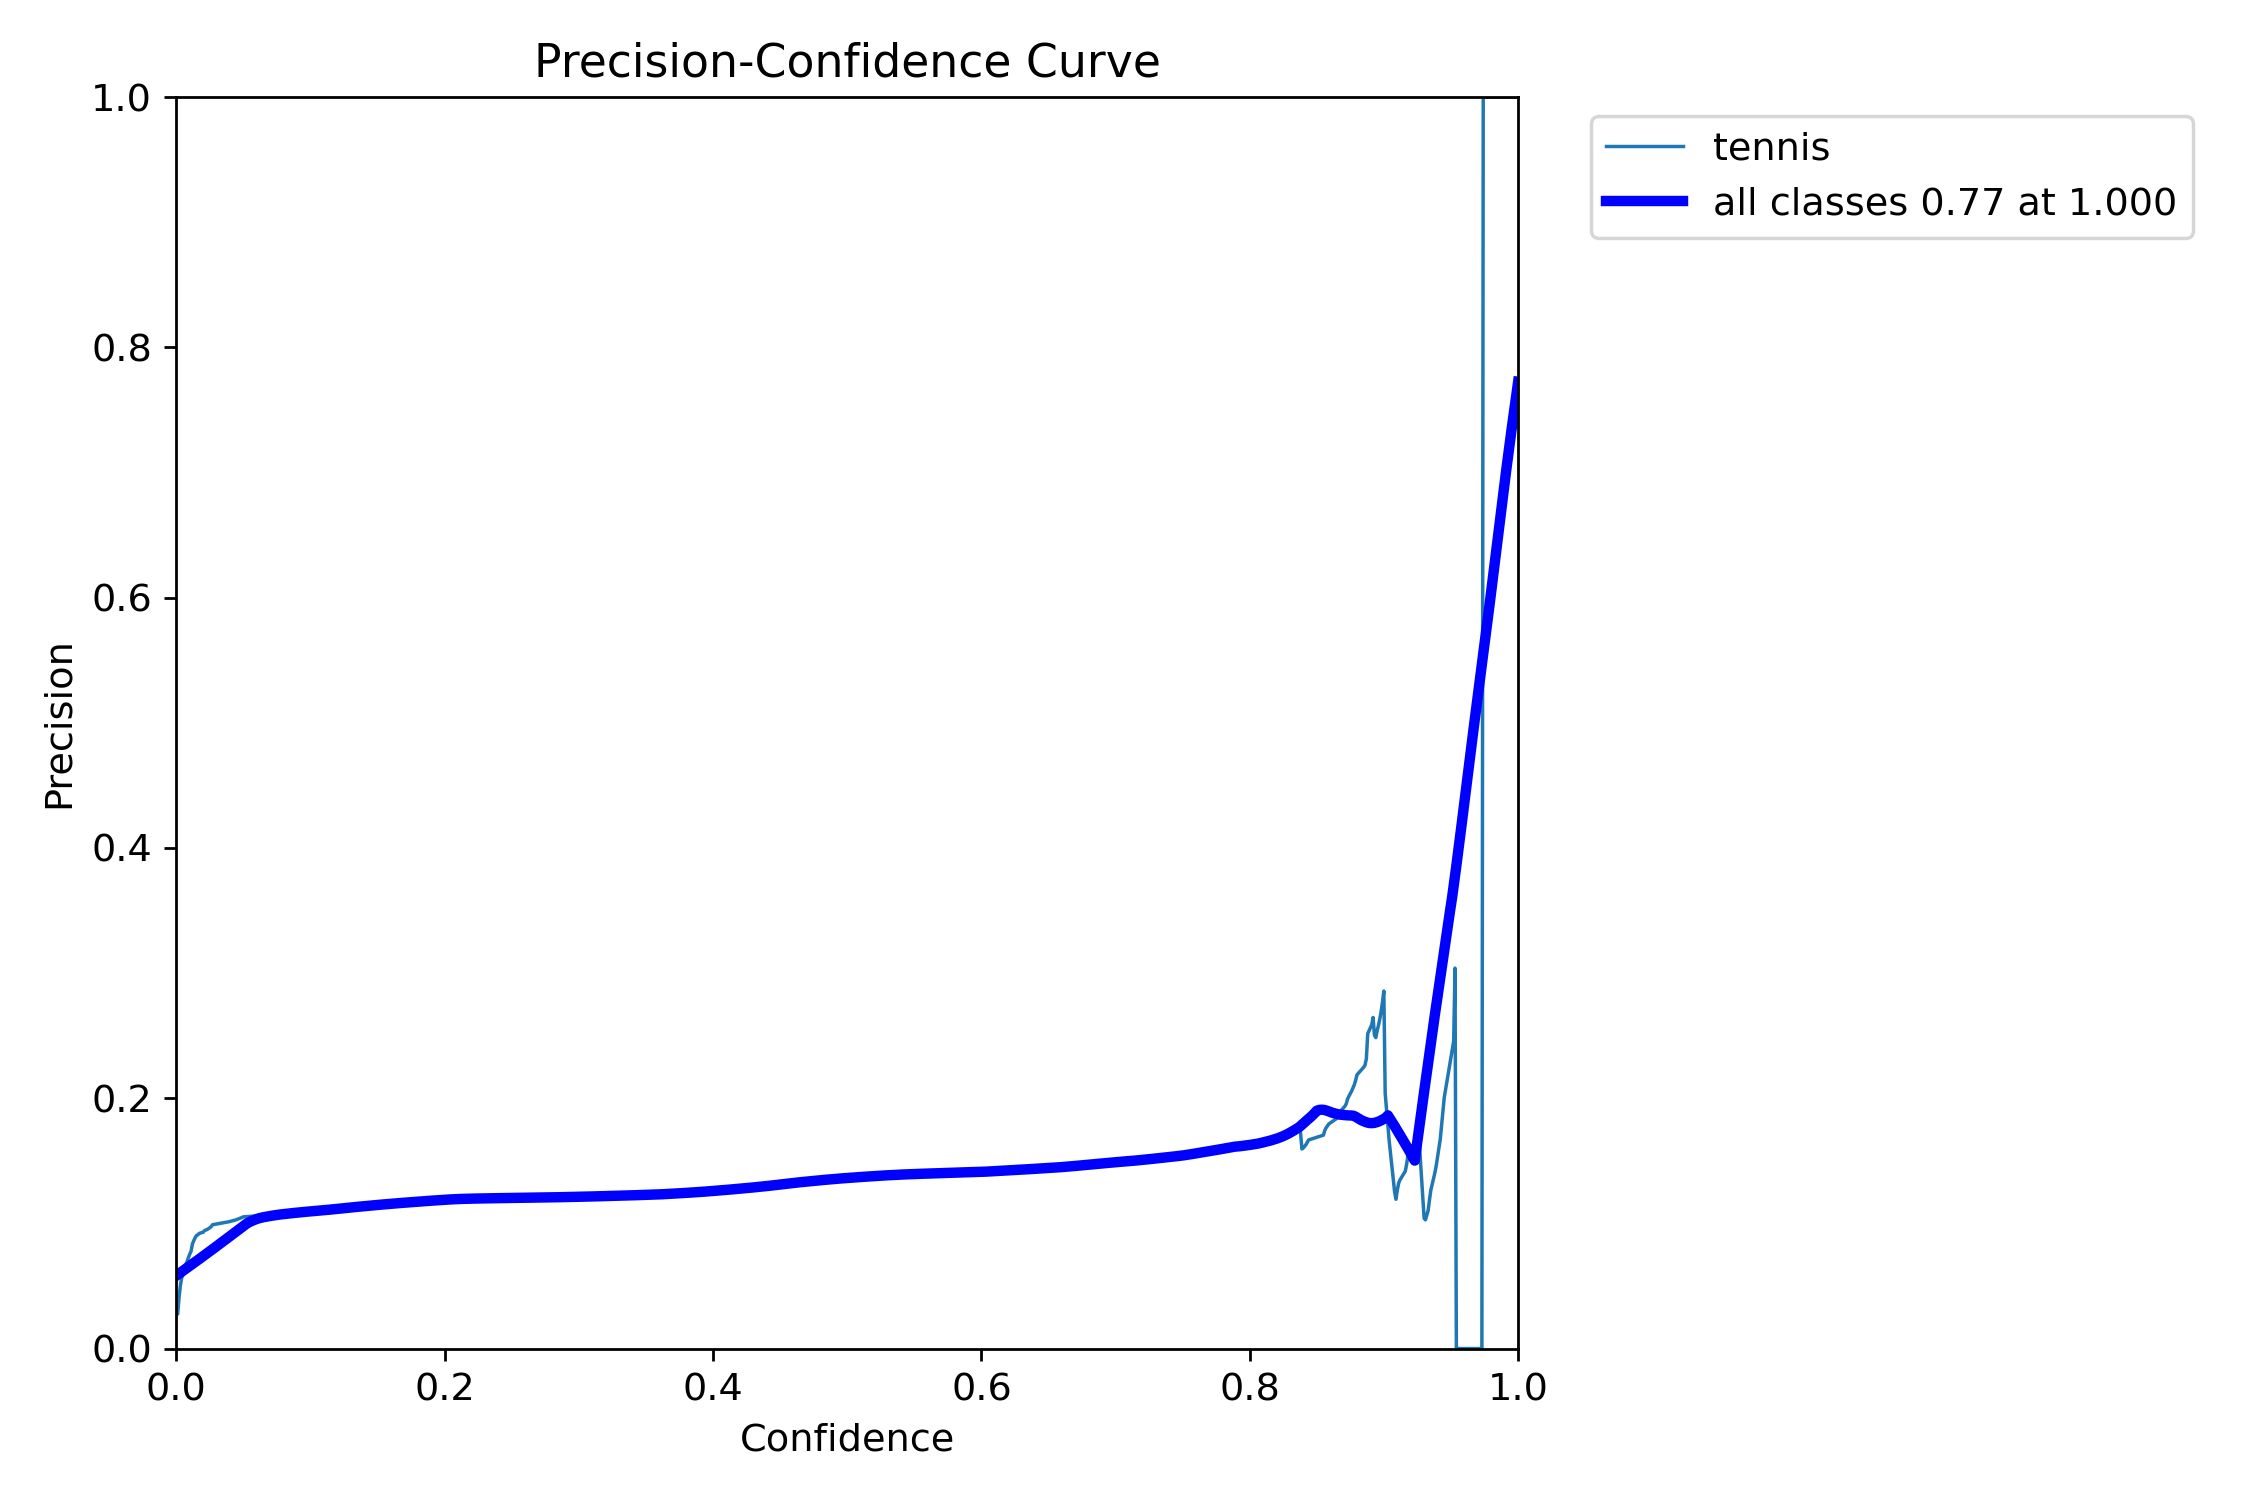 Precision-Confidence Curve
tennis
all classes 0.77 at 1.000
Precision
1.0
0.8
0.6
0.4
0.2
0.0
0.0 0.2 0.4 0.6 0.8 1.0
Confidence